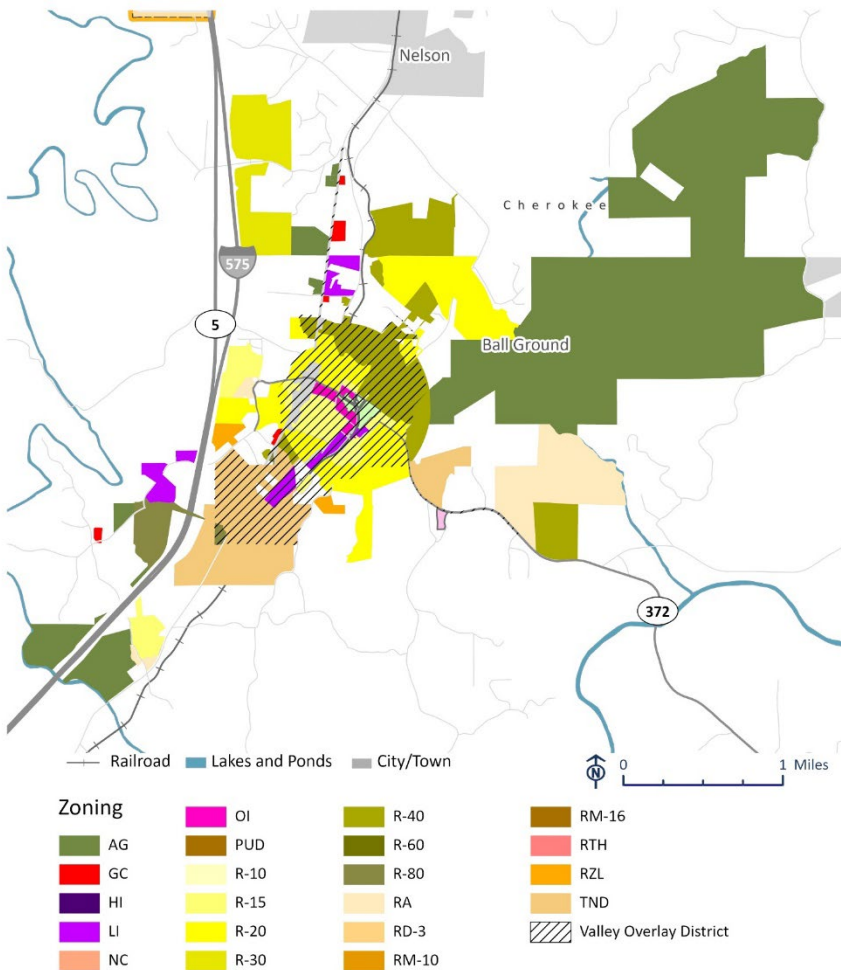 Nelson
Cherokee
575
5
Ball Ground
372
Railroad Lakes and Ponds City/Town
N 0 1 Miles
Zoning
AG
GC
HI
LI
NC
OI
PUD
R-10
R-15
R-20
R-30
R-40
R-60
R-80
RA
RD-3
RM-10
RM-16
RTH
RZL
TND
Valley Overlay District